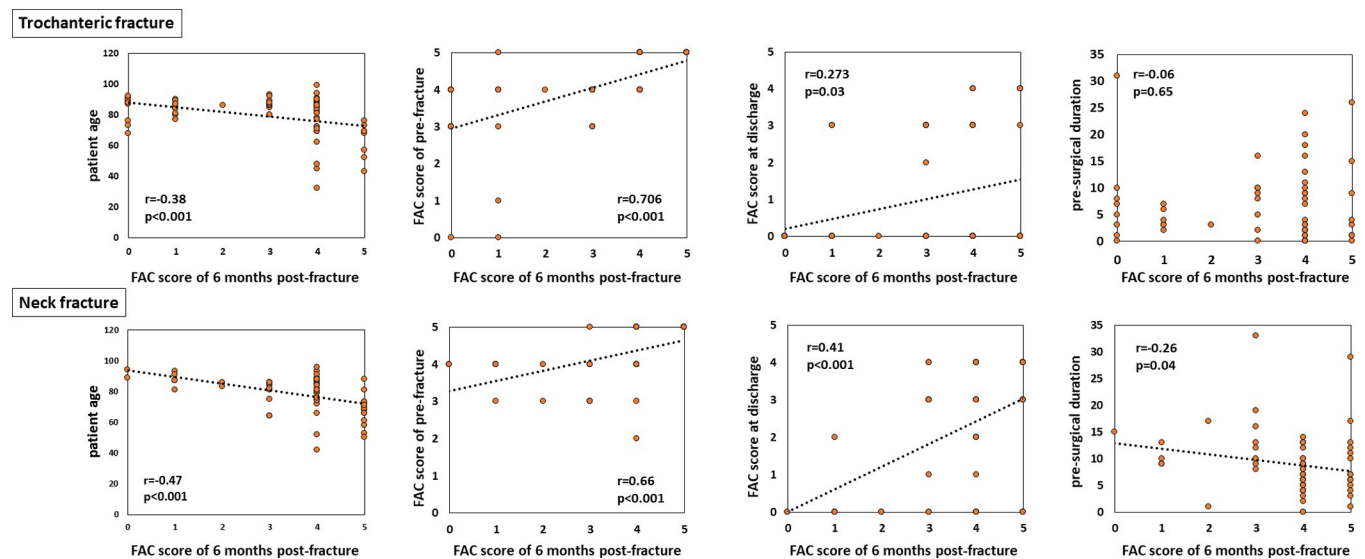 Trochanteric fracture
patient age
120
100
80
60
40
20
0
r=-0.38
p<0.001
0 1 2 3 4 5
FAC score of 6 months post-fracture
FAC score of pre-fracture
5
4
3
2
1
0
r=0.706
p<0.001
0 1 2 3 4 5
FAC score of 6 months post-fracture
FAC score at discharge
5
4
3
2
1
0
r=0.273
p=0.03
0 1 2 3 4 5
FAC score of 6 months post-fracture
pre-surgical duration
35
30
25
20
15
10
5
0
r=-0.06
p=0.65
0 1 2 3 4 5
FAC score of 6 months post-fracture
Neck fracture
patient age
120
100
80
60
40
20
0
r=-0.47
p<0.001
0 1 2 3 4 5
FAC score of 6 months post-fracture
FAC score of pre-fracture
5
4
3
2
1
0
r=0.66
p<0.001
0 1 2 3 4 5
FAC score of 6 months post-fracture
FAC score at discharge
5
4
3
2
1
0
r=0.41
p<0.001
0 1 2 3 4 5
FAC score of 6 months post-fracture
pre-surgical duration
35
30
25
20
15
10
5
0
r=-0.26
p=0.04
0 1 2 3 4 5
FAC score of 6 months post-fracture